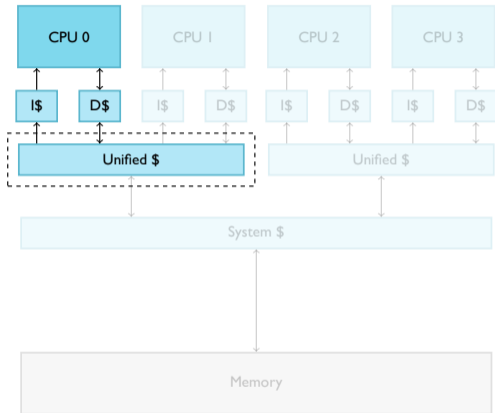 CPU 0 CPU 1 CPU 2 CPU 3
I$ D$ I$ D$ I$ D$ I$ D$
Unified $ Unified $
System $
Memory